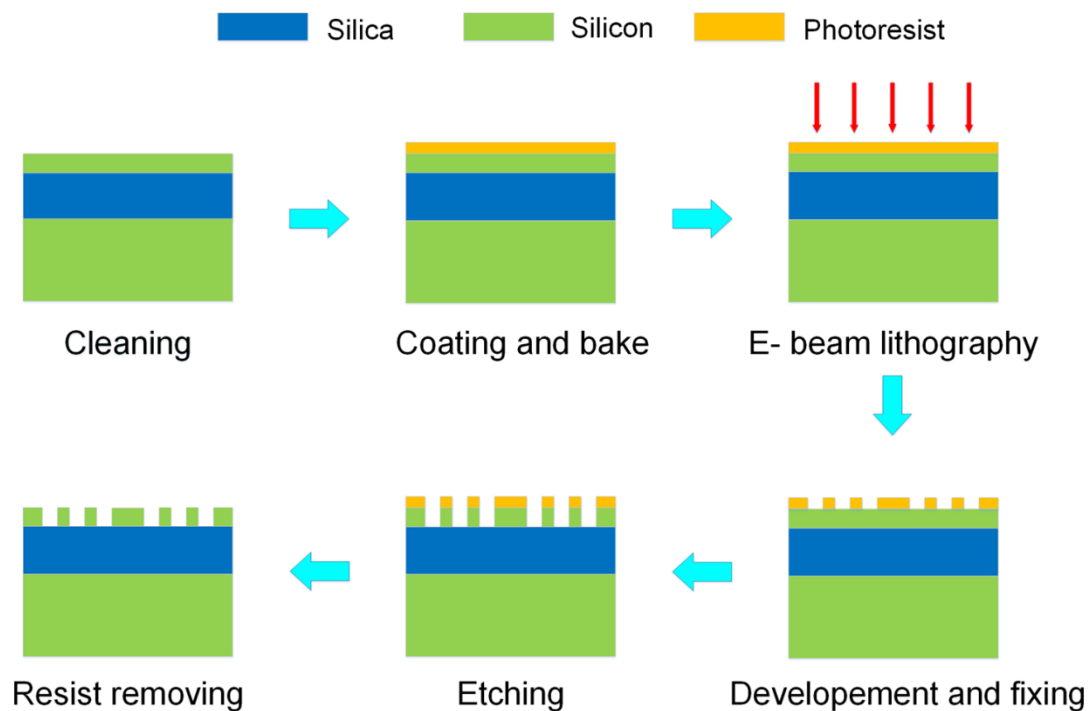 Silica Silicon Photoresist
Cleaning Coating and bake E- beam lithography
Resist removing Etching Developement and fixing